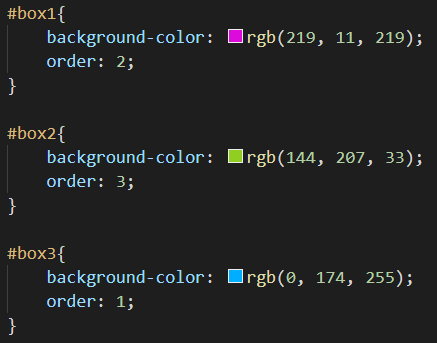 #box1{
    background-color: rgb(219, 11, 219);
    order: 2;
}

#box2{
    background-color: rgb(144, 207, 33);
    order: 3;
}

#box3{
    background-color: rgb(0, 174, 255);
    order: 1;
}